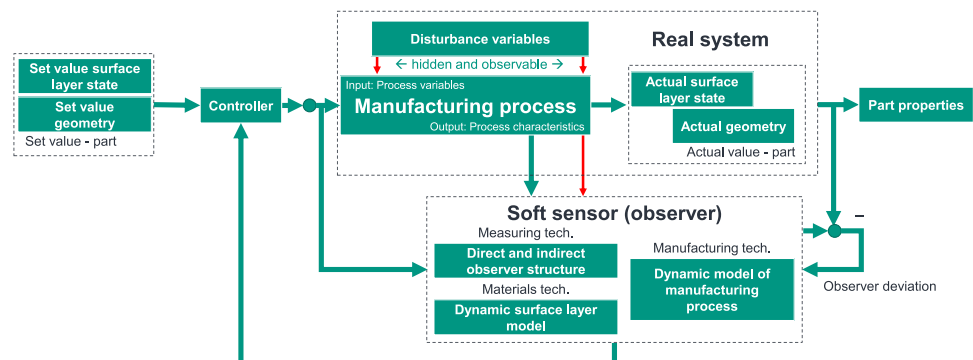 Disturbance variables
Real system
← hidden and observable →
Set value surface
layer state
Set value
geometry
Set value - part
Controller
Input: Process variables
Manufacturing process
Output: Process characteristics
Actual surface
layer state
Actual geometry
Actual value - part
Part properties
Soft sensor (observer)
–
Measuring tech.
Direct and indirect
observer structure
Materials tech.
Dynamic surface layer
model
Manufacturing tech.
Dynamic model of
manufacturing
process
Observer deviation